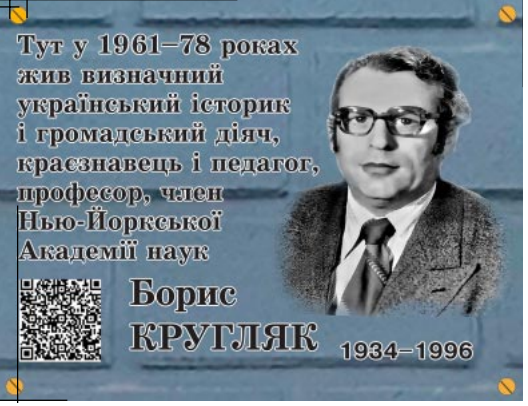 Тут у 1961–78 роках
жив визначний
український історик
і громадський діяч,
краєзнавець і педагог,
професор, член
Нью-Йоркської
Академії наук
Борис
КРУГЛЯК
1934–1996